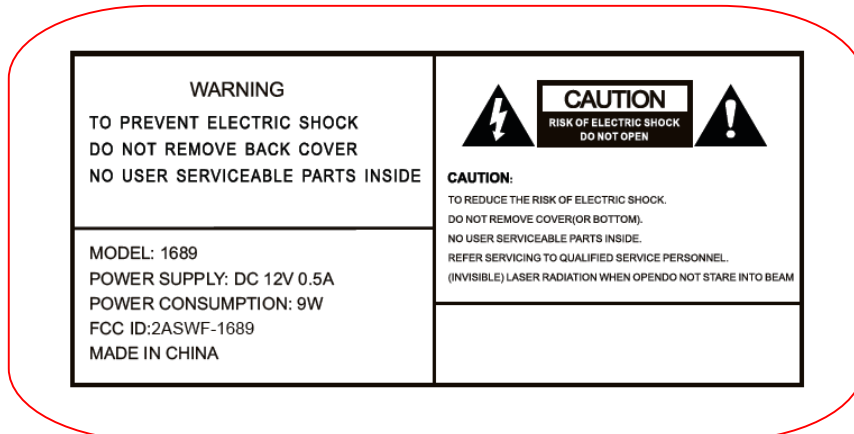 WARNING
TO PREVENT ELECTRIC SHOCK
DO NOT REMOVE BACK COVER
NO USER SERVICEABLE PARTS INSIDE
MODEL: 1689
POWER SUPPLY: DC 12V 0.5A
POWER CONSUMPTION: 9W
FCC ID:2ASWF-1689
MADE IN CHINA
CAUTION
RISK OF ELECTRIC SHOCK
DO NOT OPEN
CAUTION:
TO REDUCE THE RISK OF ELECTRIC SHOCK.
DO NOT REMOVE COVER(OR BOTTOM).
NO USER SERVICEABLE PARTS INSIDE.
REFER SERVICING TO QUALIFIED SERVICE PERSONNEL.
(INVISIBLE) LASER RADIATION WHEN OPENDO NOT STARE INTO BEAM